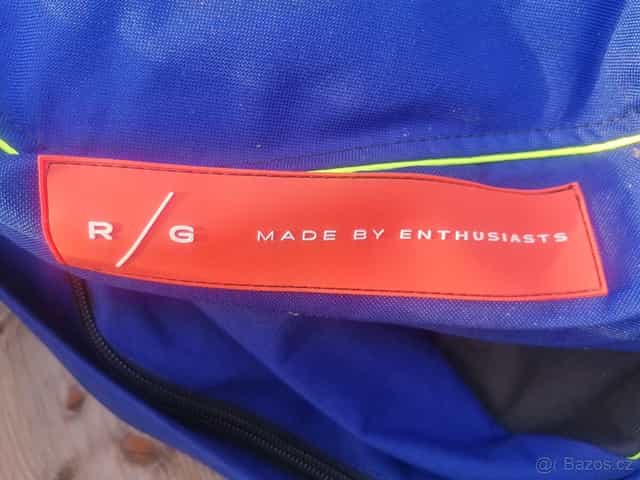 R/G MADE BY ENTHUSIASTS
@ Bazos.cz